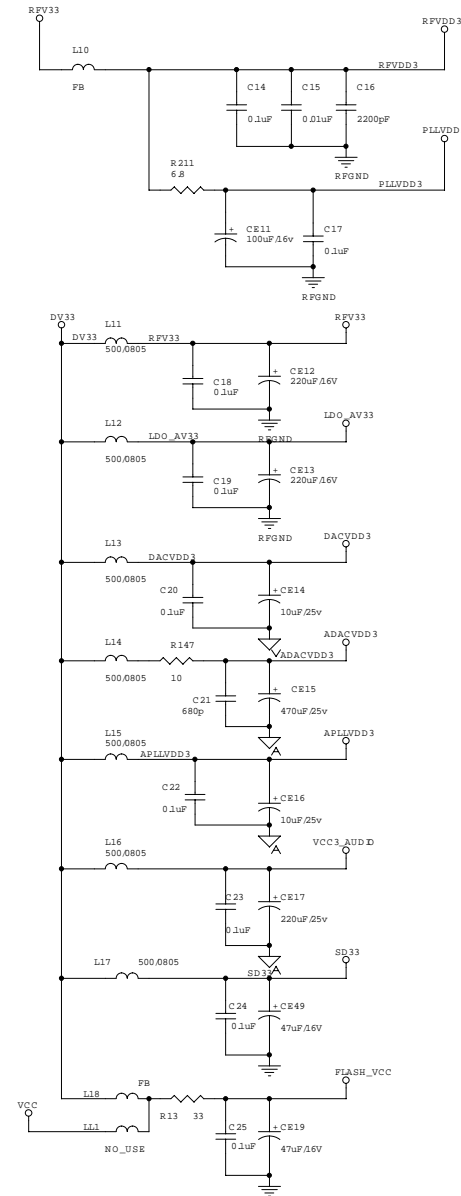 RFV33
RFVDD3
L10
FB
RFVDD3
C14
0.1uF
C15
0.01uF
C16
2200pF
RFGND
PLLVDD
R211
6.8
PLLVDD3
CE11
100uF/16v
C17
0.1uF
RFGND
DV33
DV33
L11
500/0805
RFV33
RFV33
C18
0.1uF
CE12
220uF/16V
RFGND
L12
500/0805
LDO_AV33
LDO_AV33
C19
0.1uF
CE13
220uF/16V
RFGND
L13
500/0805
DACVDD3
DACVDD3
C20
0.1uF
CE14
10uF/25v
V
L14
500/0805
R147
10
ADACVDD3
ADACVDD3
C21
680p
CE15
470uF/25v
A
L15
500/0805
APLLVDD3
APLLVDD3
C22
0.1uF
CE16
10uF/25v
A
L16
500/0805
VCC3_AUDIO
C23
0.1uF
CE17
220uF/25v
A
L17
500/0805
SD33
SD33
C24
0.1uF
CE49
47uF/16V
L18
FB
R13
33
FLASH_VCC
VCC
LL1
NO_USE
C25
0.1uF
CE19
47uF/16V